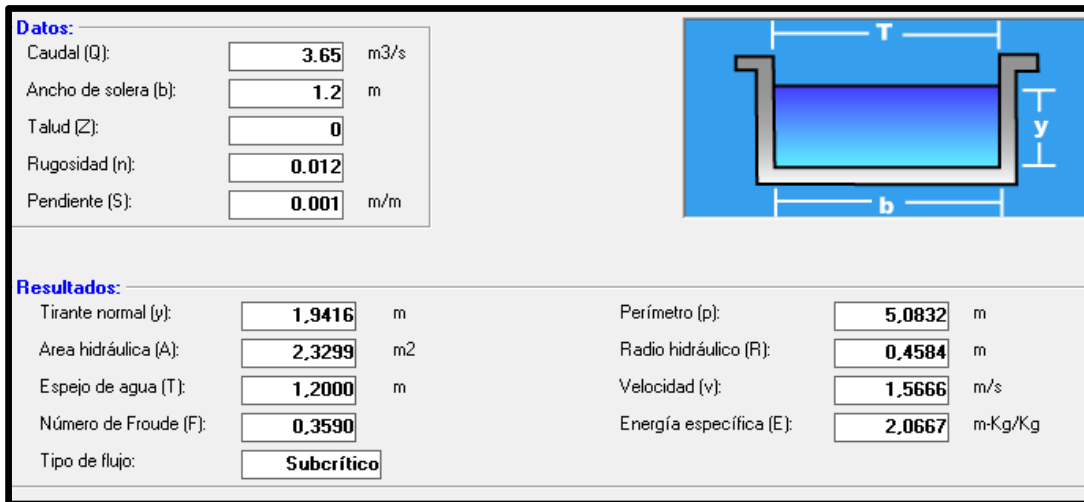 Datos:
Caudal (Q): 3.65 m3/s
Ancho de solera (b): 1.2 m
Talud (Z): 0
Rugosidad (n): 0.012
Pendiente (S): 0.001 m/m
T
y
b
Resultados:
Tirante normal (y): 1,9416 m Perímetro (p): 5,0832 m
Area hidráulica (A): 2,3299 m2 Radio hidráulico (R): 0,4584 m
Espejo de agua (T): 1,2000 m Velocidad (v): 1,5666 m/s
Número de Froude (F): 0,3590 Energía específica (E): 2,0667 m-Kg/Kg
Tipo de flujo: Subcrítico